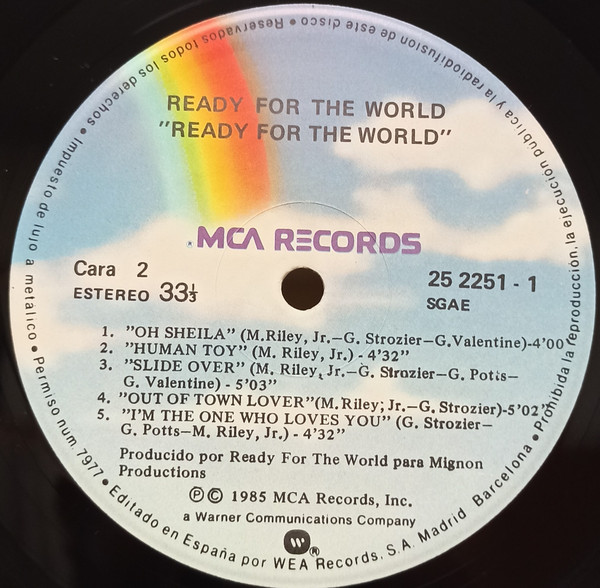 READY FOR THE WORLD
"READY FOR THE WORLD"
MCA RECORDS
Cara 2
ESTEREO 33⅓
25 2251 - 1
SGAE
1. "OH SHEILA" (M.Riley, Jr.—G. Strozier—G.Valentine)-4'00"
2. "HUMAN TOY" (M. Riley, Jr.) - 4'32"
3. "SLIDE OVER" (M. Riley, Jr.—G. Strozier—G. Potts—
G. Valentine) - 5'03"
4. "OUT OF TOWN LOVER"(M.Riley; Jr.—G. Strozier)-5'02"
5. "I'M THE ONE WHO LOVES YOU" (G. Strozier—
G. Potts—M. Riley, Jr.) - 4'32"
Producido por Ready For The World para Mignon
Productions
℗ © 1985 MCA Records, Inc.
a Warner Communications Company
W ®
Editado en España por WEA Records, S.A. Madrid Barcelona • Prohibida la reproducción, la ejecución pública y la radiodifusión de este disco • Reservados todos los derechos • Impuesto de lujo a metálico • Permiso num. 7977 •